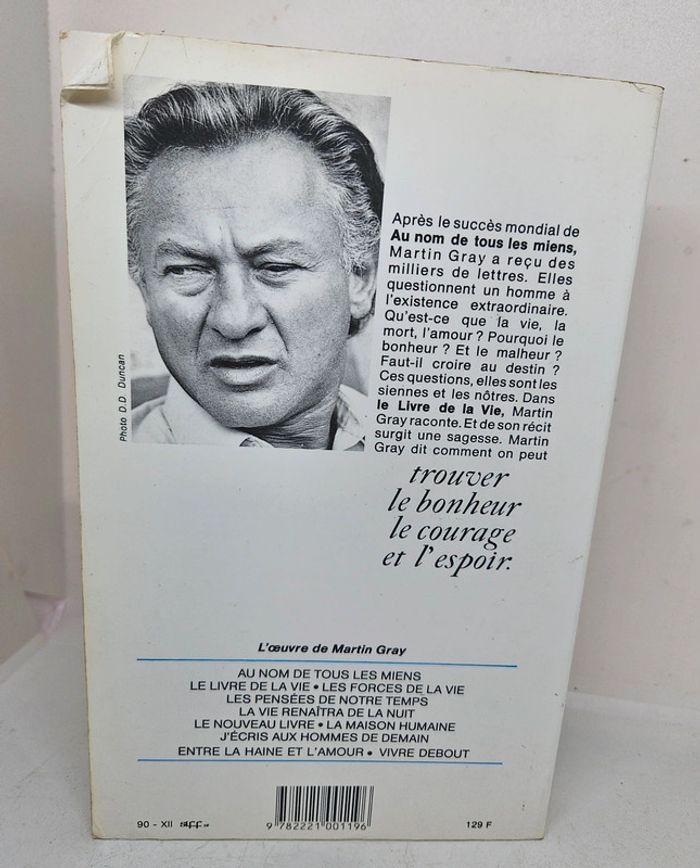 Après le succès mondial de
Au nom de tous les miens,
Martin Gray a reçu des
milliers de lettres. Elles
questionnent un homme à
l'existence extraordinaire.
Qu'est-ce que la vie, la
mort, l'amour ? Pourquoi le
bonheur ? Et le malheur ?
Faut-il croire au destin ?
Ces questions, elles sont les
siennes et les nôtres. Dans
le Livre de la Vie, Martin
Gray raconte. Et de son récit
surgit une sagesse. Martin
Gray dit comment on peut
trouver
le bonheur
le courage
et l'espoir.
Photo D.D. Duncan
L'œuvre de Martin Gray
AU NOM DE TOUS LES MIENS
LE LIVRE DE LA VIE • LES FORCES DE LA VIE
LES PENSÉES DE NOTRE TEMPS
LA VIE RENAÎTRA DE LA NUIT
LE NOUVEAU LIVRE • LA MAISON HUMAINE
J'ÉCRIS AUX HOMMES DE DEMAIN
ENTRE LA HAINE ET L'AMOUR • VIVRE DEBOUT
90 - XII
9 782221 001196
129 F